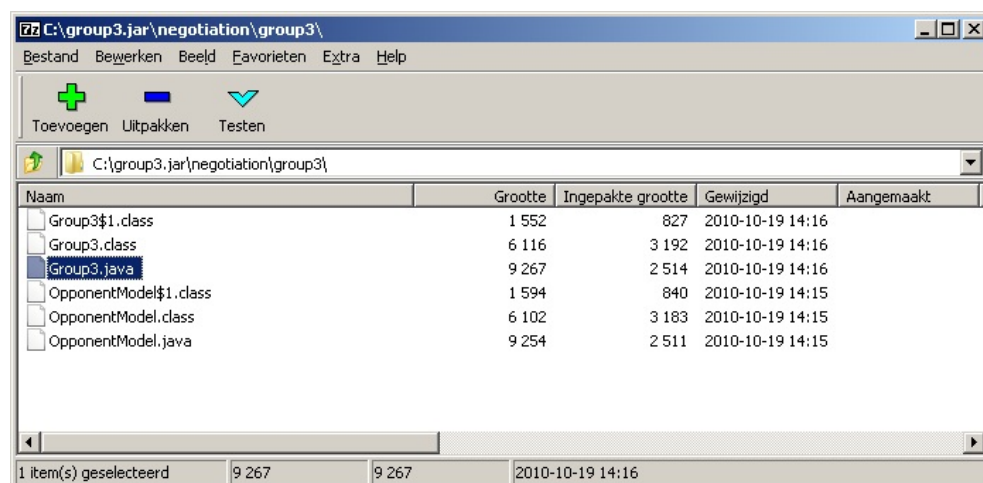 7z C:\group3.jar\negotiation\group3\
Bestand Bewerken Beeld Favorieten Extra Help
Toevoegen Uitpakken Testen
C:\group3.jar\negotiation\group3\
Naam Grootte Ingepakte grootte Gewijzigd Aangemaakt
Group3$1.class 1 552 827 2010-10-19 14:16
Group3.class 6 116 3 192 2010-10-19 14:16
Group3.java 9 267 2 514 2010-10-19 14:16
OpponentModel$1.class 1 594 840 2010-10-19 14:15
OpponentModel.class 6 102 3 183 2010-10-19 14:15
OpponentModel.java 9 254 2 511 2010-10-19 14:15
1 item(s) geselecteerd 9 267 9 267 2010-10-19 14:16